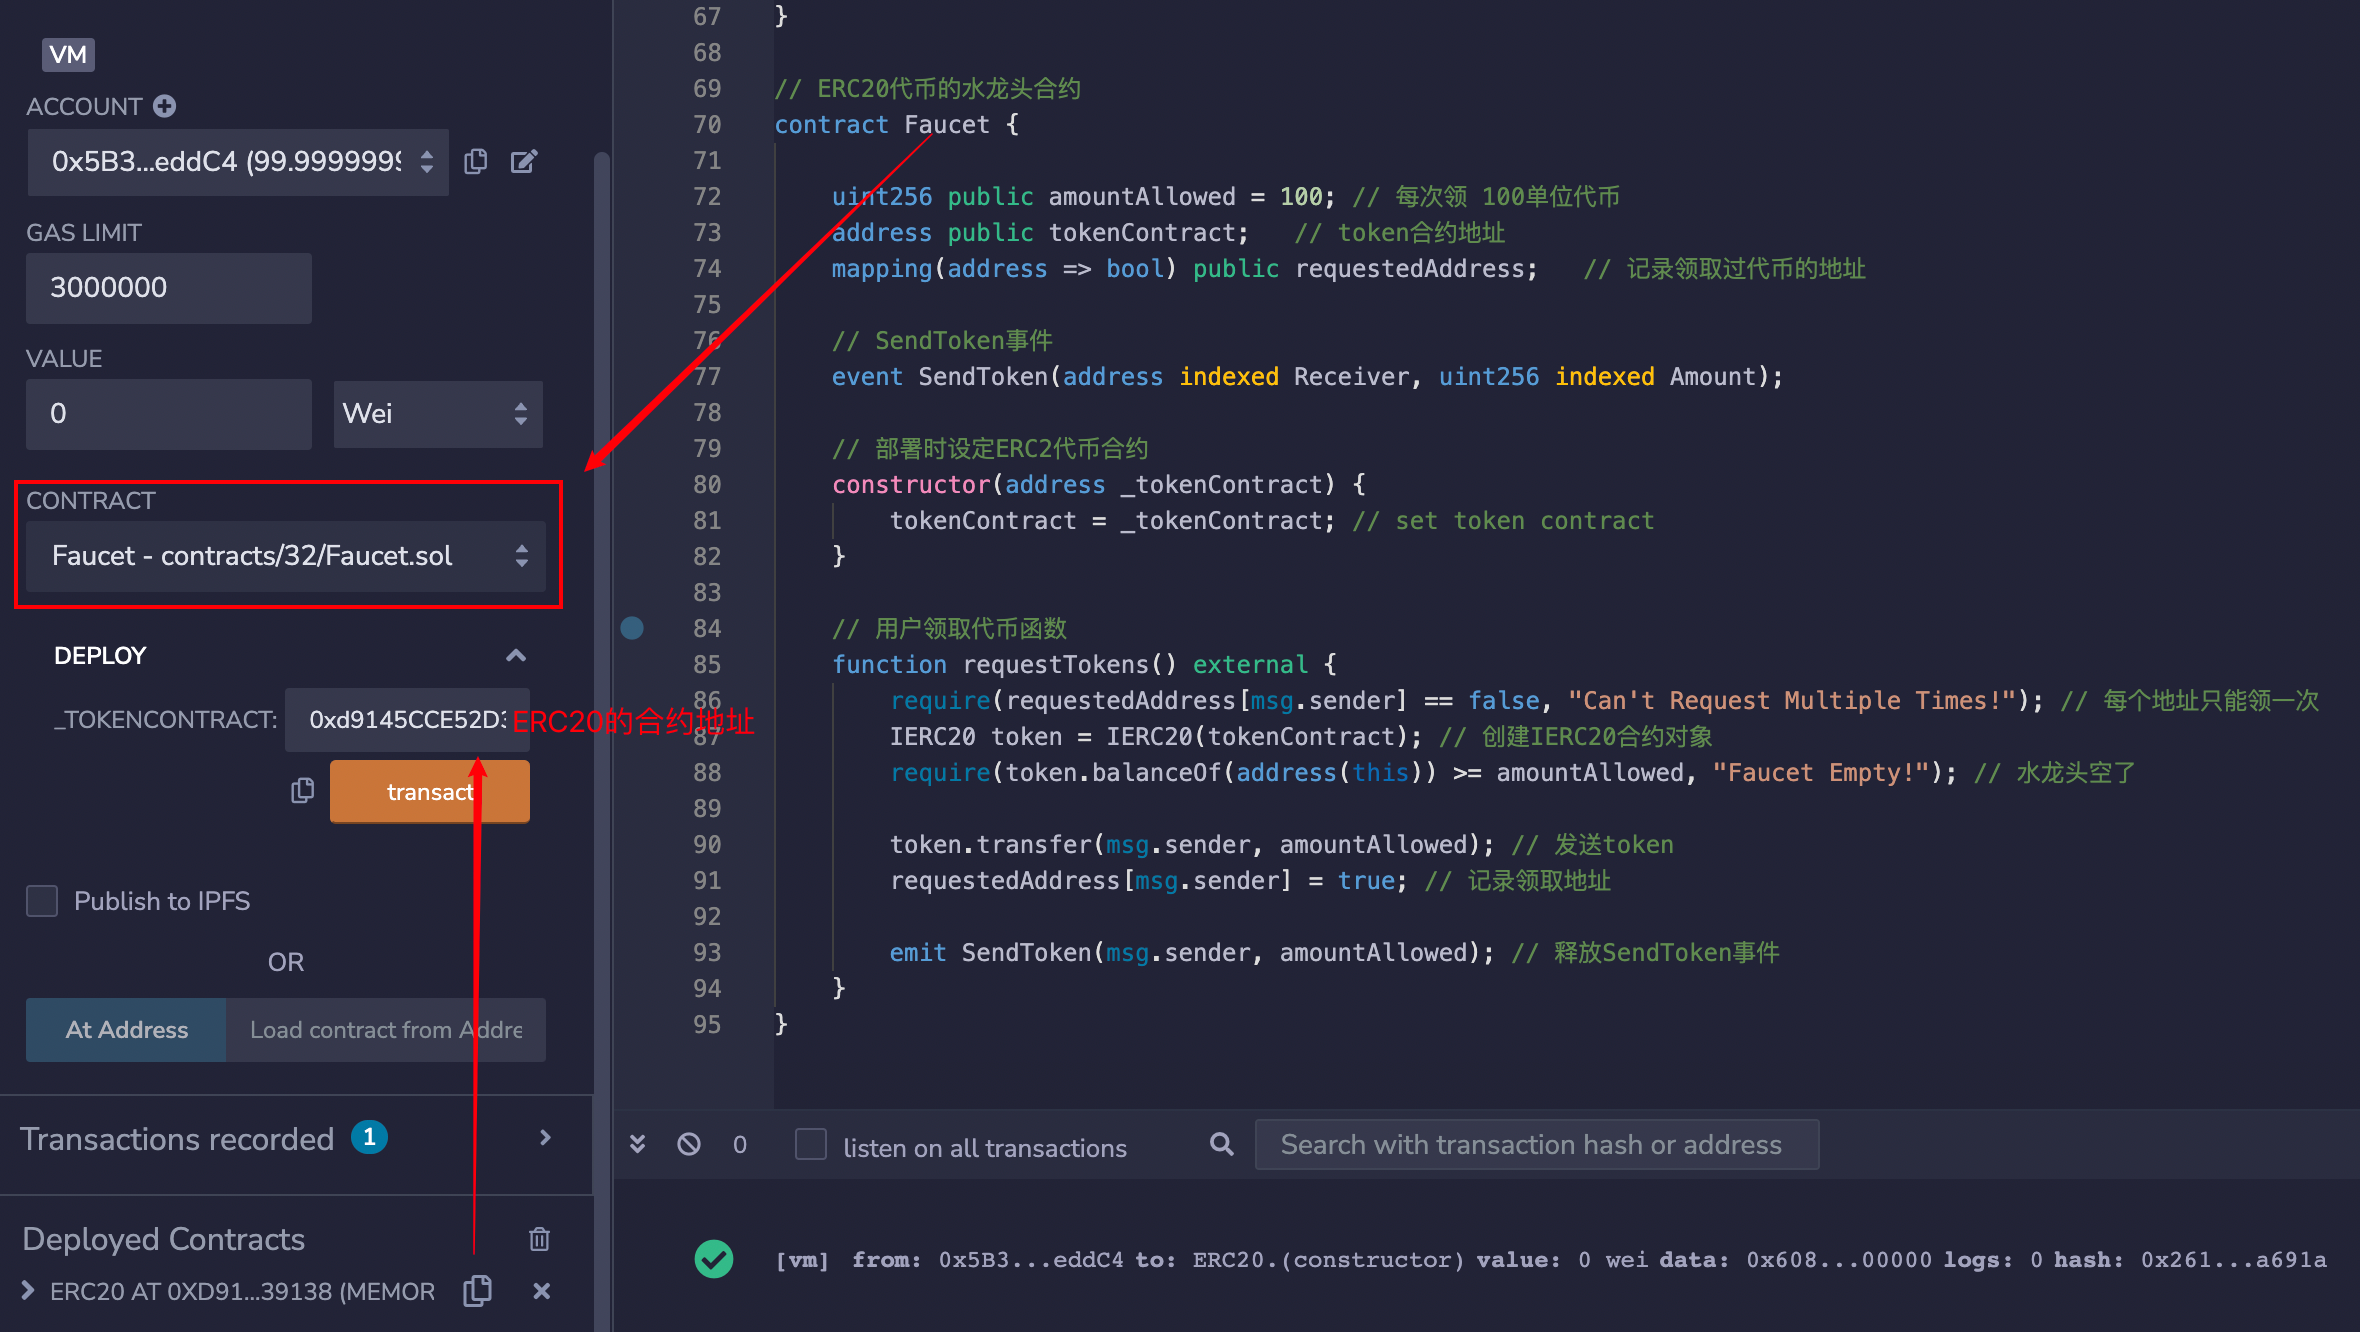 VM
ACCOUNT
0x5B3...eddC4 (99.9999999
GAS LIMIT
3000000
VALUE
0
Wei
CONTRACT
Faucet - contracts/32/Faucet.sol
DEPLOY
_TOKENCONTRACT:
0xd9145CCE52D3
ERC20的合约地址
transact
Publish to IPFS
OR
At Address
Load contract from Addre
Transactions recorded 1
Deployed Contracts
ERC20 AT 0XD91...39138 (MEMOR
67 }
68
69 // ERC20代币的水龙头合约
70 contract Faucet {
71
72 uint256 public amountAllowed = 100; // 每次领 100单位代币
73 address public tokenContract; // token合约地址
74 mapping(address => bool) public requestedAddress; // 记录领取过代币的地址
75
76 // SendToken事件
77 event SendToken(address indexed Receiver, uint256 indexed Amount);
78
79 // 部署时设定ERC2代币合约
80 constructor(address _tokenContract) {
81 tokenContract = _tokenContract; // set token contract
82 }
83
84 // 用户领取代币函数
85 function requestTokens() external {
86 require(requestedAddress[msg.sender] == false, "Can't Request Multiple Times!"); // 每个地址只能领一次
87 IERC20 token = IERC20(tokenContract); // 创建IERC20合约对象
88 require(token.balanceOf(address(this)) >= amountAllowed, "Faucet Empty!"); // 水龙头空了
89
90 token.transfer(msg.sender, amountAllowed); // 发送token
91 requestedAddress[msg.sender] = true; // 记录领取地址
92
93 emit SendToken(msg.sender, amountAllowed); // 释放SendToken事件
94 }
95 }
0
listen on all transactions
Search with transaction hash or address
[vm] from: 0x5B3...eddC4 to: ERC20.(constructor) value: 0 wei data: 0x608...00000 logs: 0 hash: 0x261...a691a